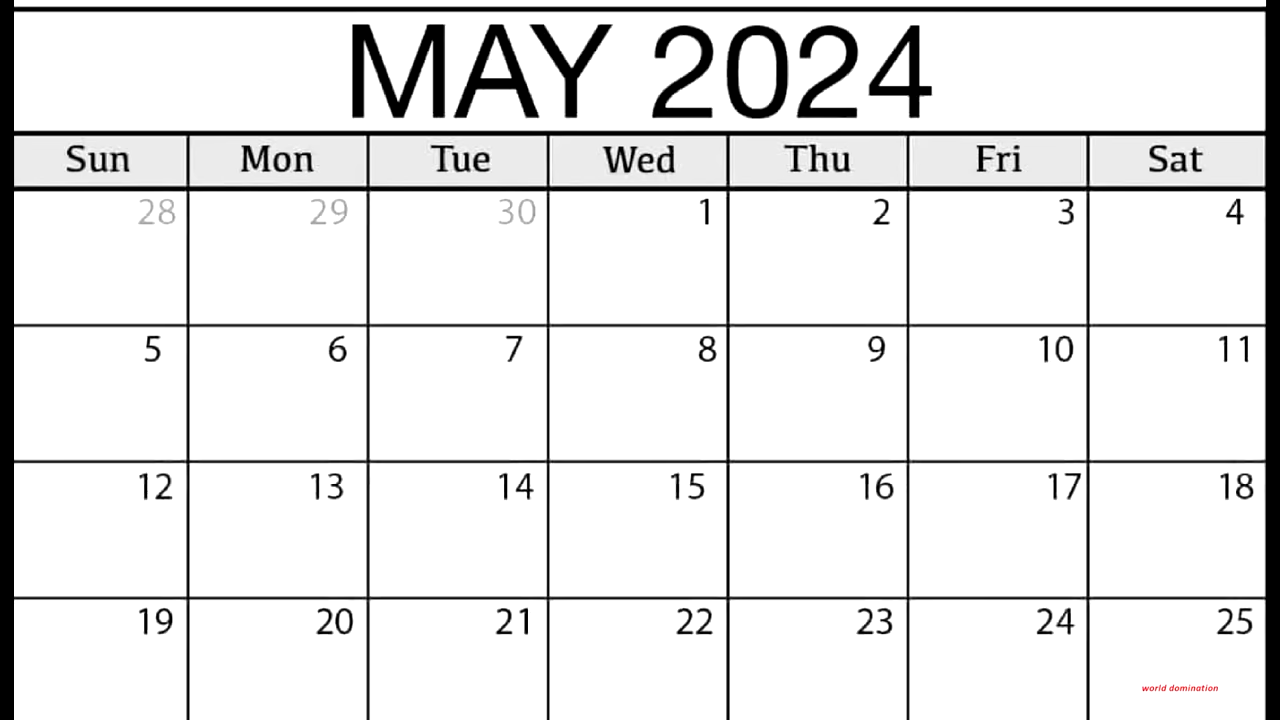 MAY 2024
Sun Mon Tue Wed Thu Fri Sat
28 29 30 1 2 3 4
5 6 7 8 9 10 11
12 13 14 15 16 17 18
19 20 21 22 23 24 25
world domination